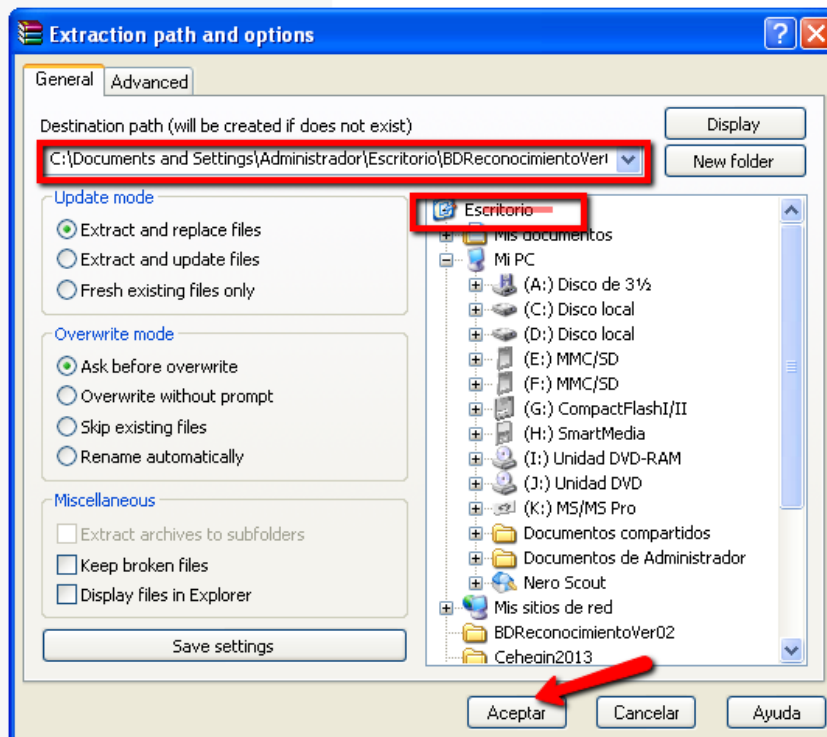 Extraction path and options
General
Advanced
Destination path (will be created if does not exist)
Display
C:\Documents and Settings\Administrador\Escritorio\BDReconocimientoVer
New folder
Update mode
Extract and replace files
Extract and update files
Fresh existing files only
Overwrite mode
Ask before overwrite
Overwrite without prompt
Skip existing files
Rename automatically
Miscellaneous
Extract archives to subfolders
Keep broken files
Display files in Explorer
Save settings
Escritorio
Mis documentos
Mi PC
(A:) Disco de 3½
(C:) Disco local
(D:) Disco local
(E:) MMC/SD
(F:) MMC/SD
(G:) CompactFlashI/II
(H:) SmartMedia
(I:) Unidad DVD-RAM
(J:) Unidad DVD
(K:) MS/MS Pro
Documentos compartidos
Documentos de Administrador
Nero Scout
Mis sitios de red
BDReconocimientoVer02
Cehegin2013
Aceptar
Cancelar
Ayuda